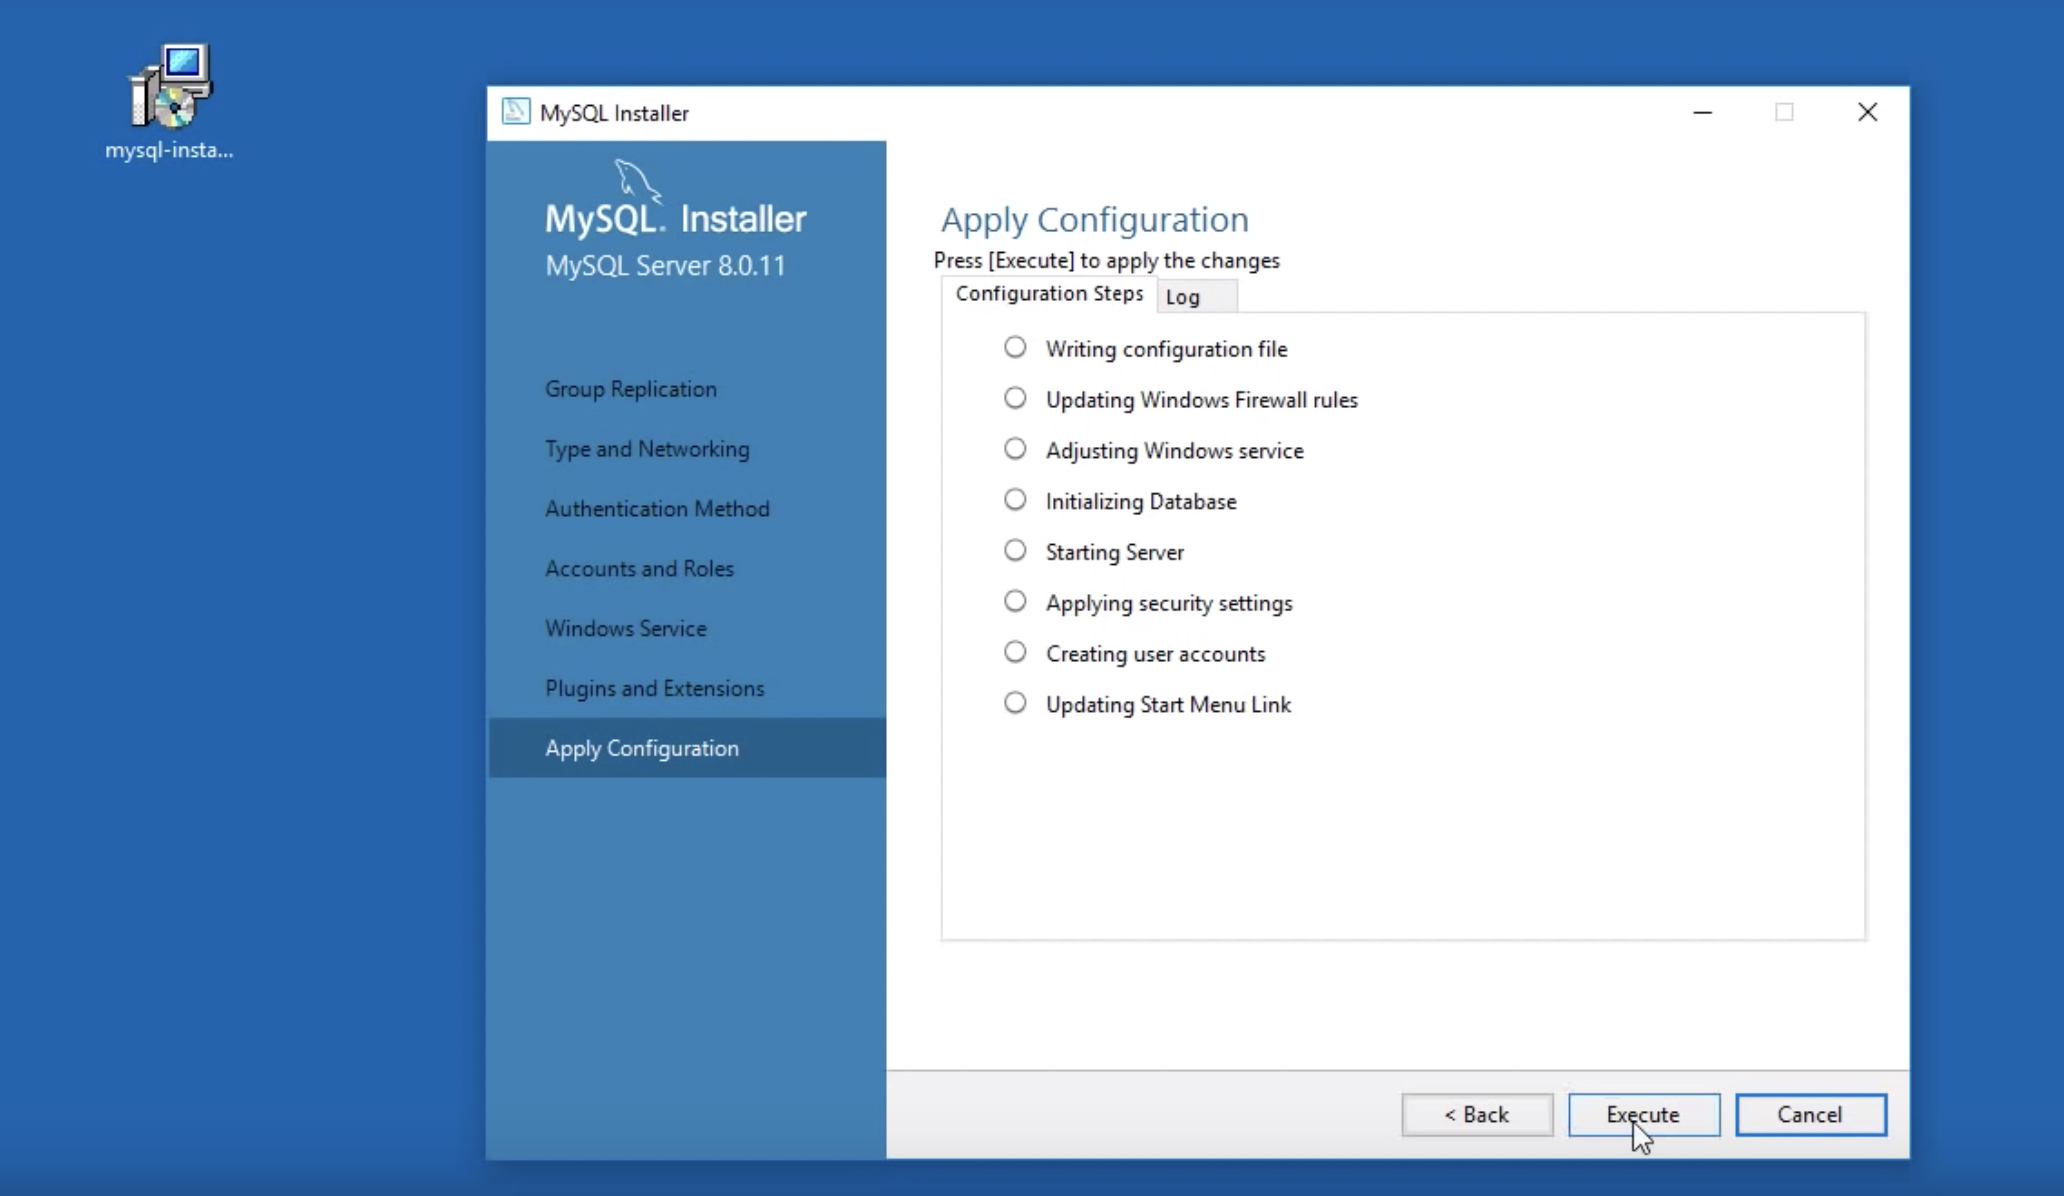 mysql-insta...
MySQL Installer
MySQL. Installer
MySQL Server 8.0.11
Group Replication
Type and Networking
Authentication Method
Accounts and Roles
Windows Service
Plugins and Extensions
Apply Configuration
Apply Configuration
Press [Execute] to apply the changes
Configuration Steps
Log
Writing configuration file
Updating Windows Firewall rules
Adjusting Windows service
Initializing Database
Starting Server
Applying security settings
Creating user accounts
Updating Start Menu Link
< Back
Execute
Cancel